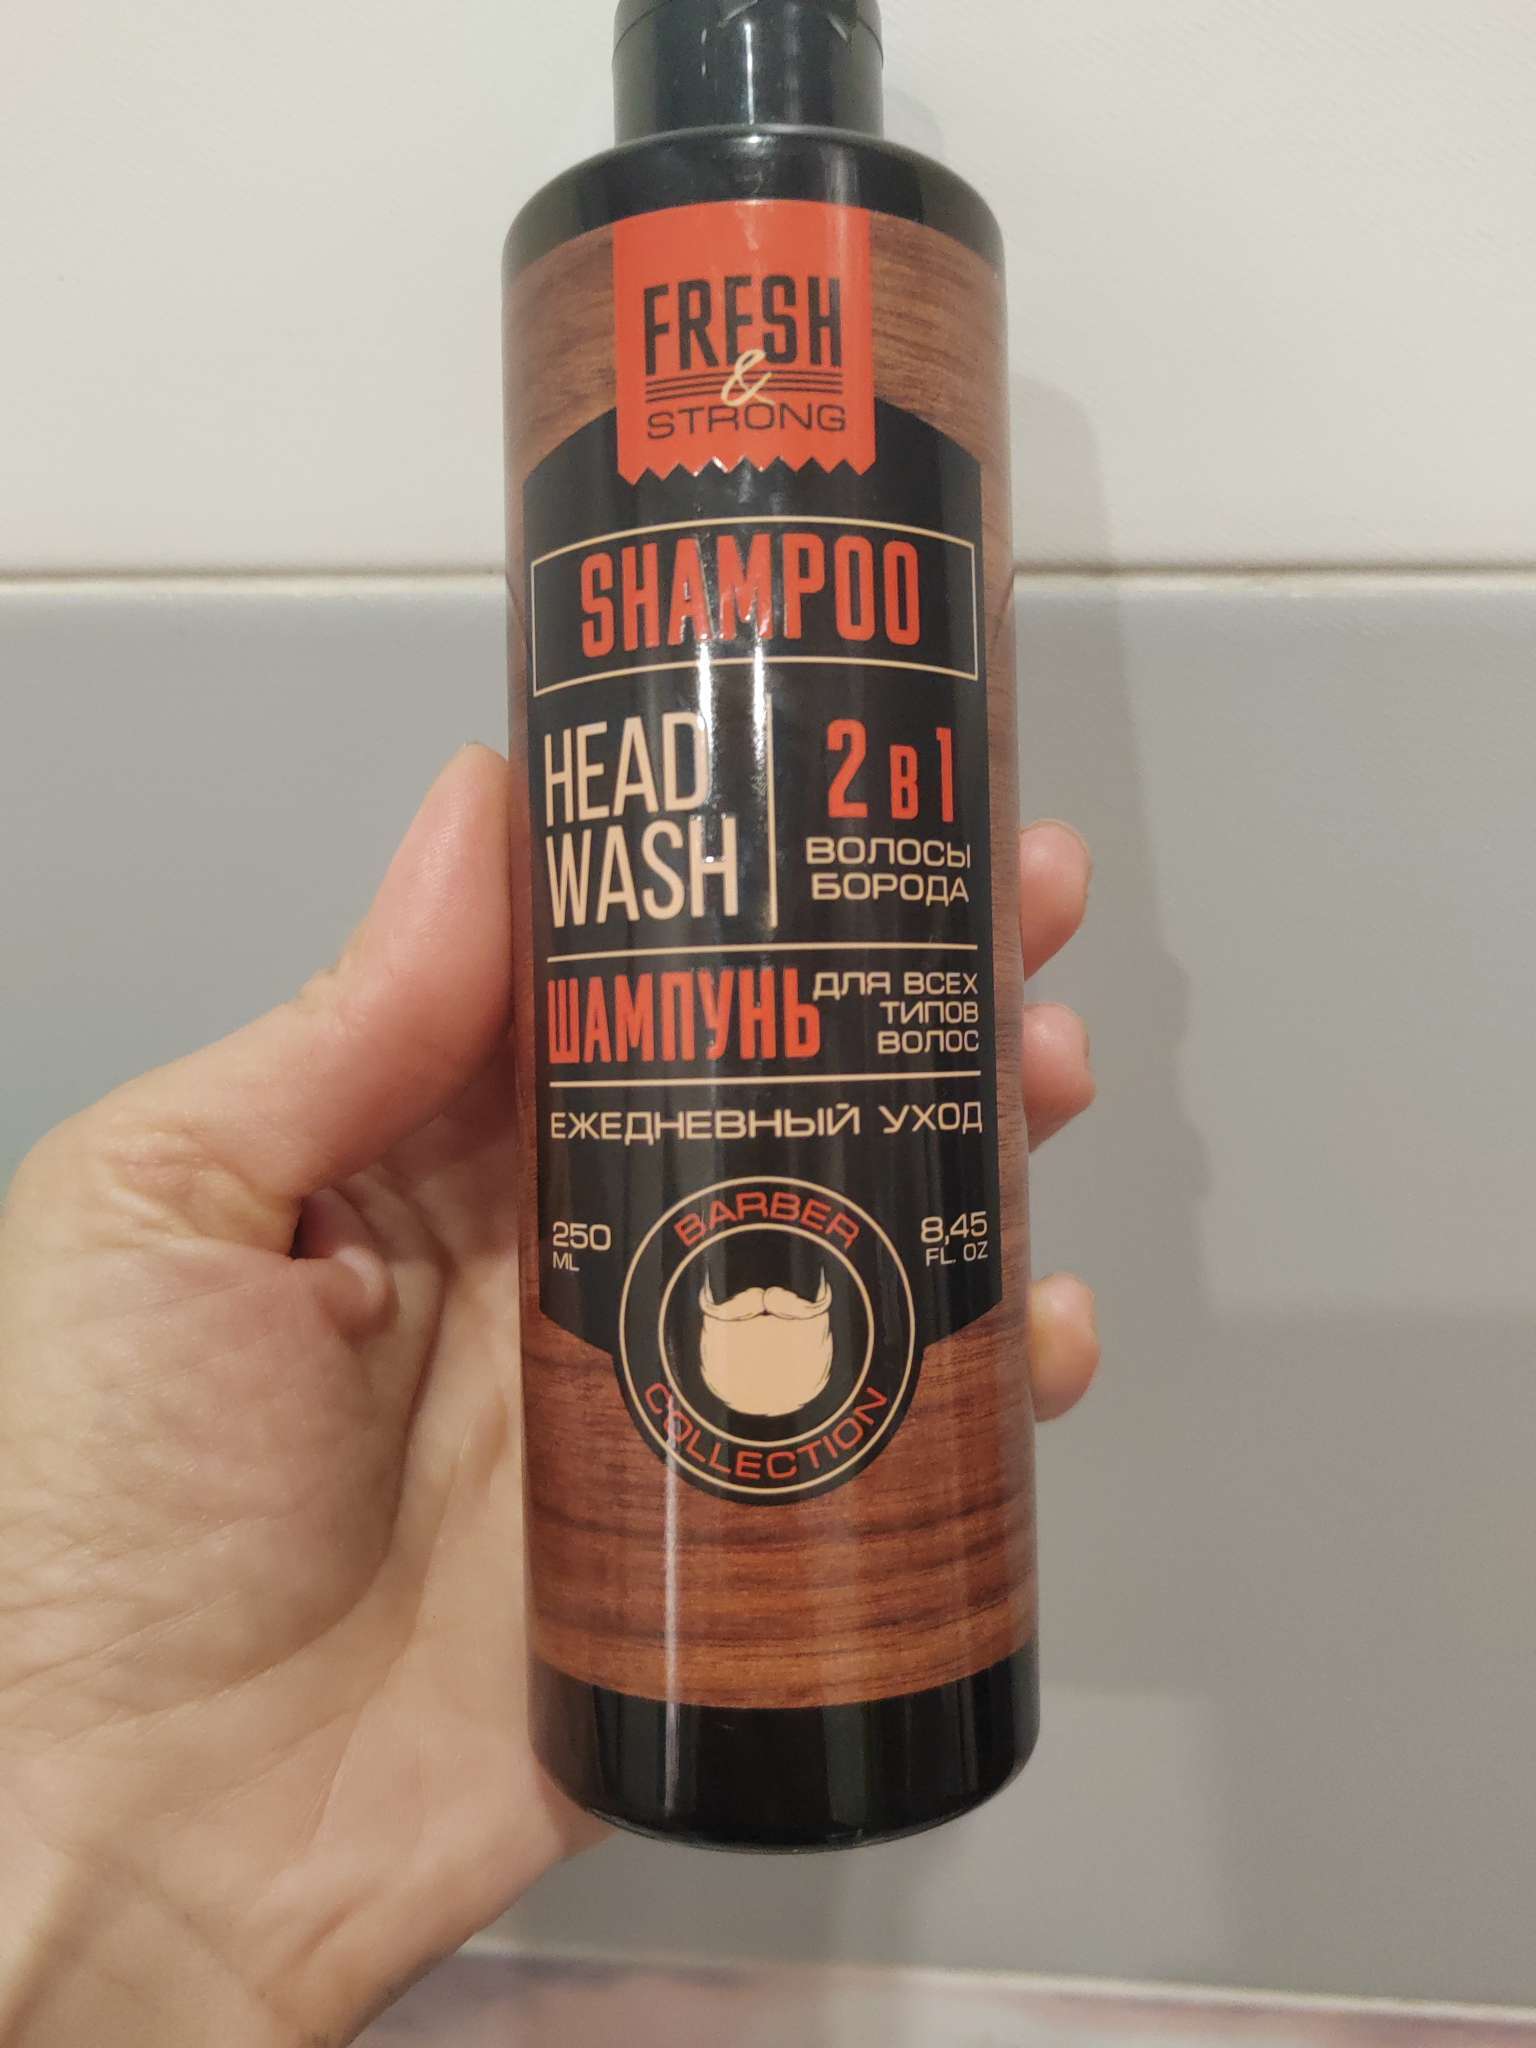 FRESH
&
STRONG
SHAMPOO
HEAD
WASH
2 в 1
ВОЛОСЫ
БОРОДА
ШАМПУНЬ
ДЛЯ ВСЕХ
ТИПОВ
ВОЛОС
ЕЖЕДНЕВНЫЙ УХОД
250
ML
BARBER
COLLECTION
8,45
FL. OZ